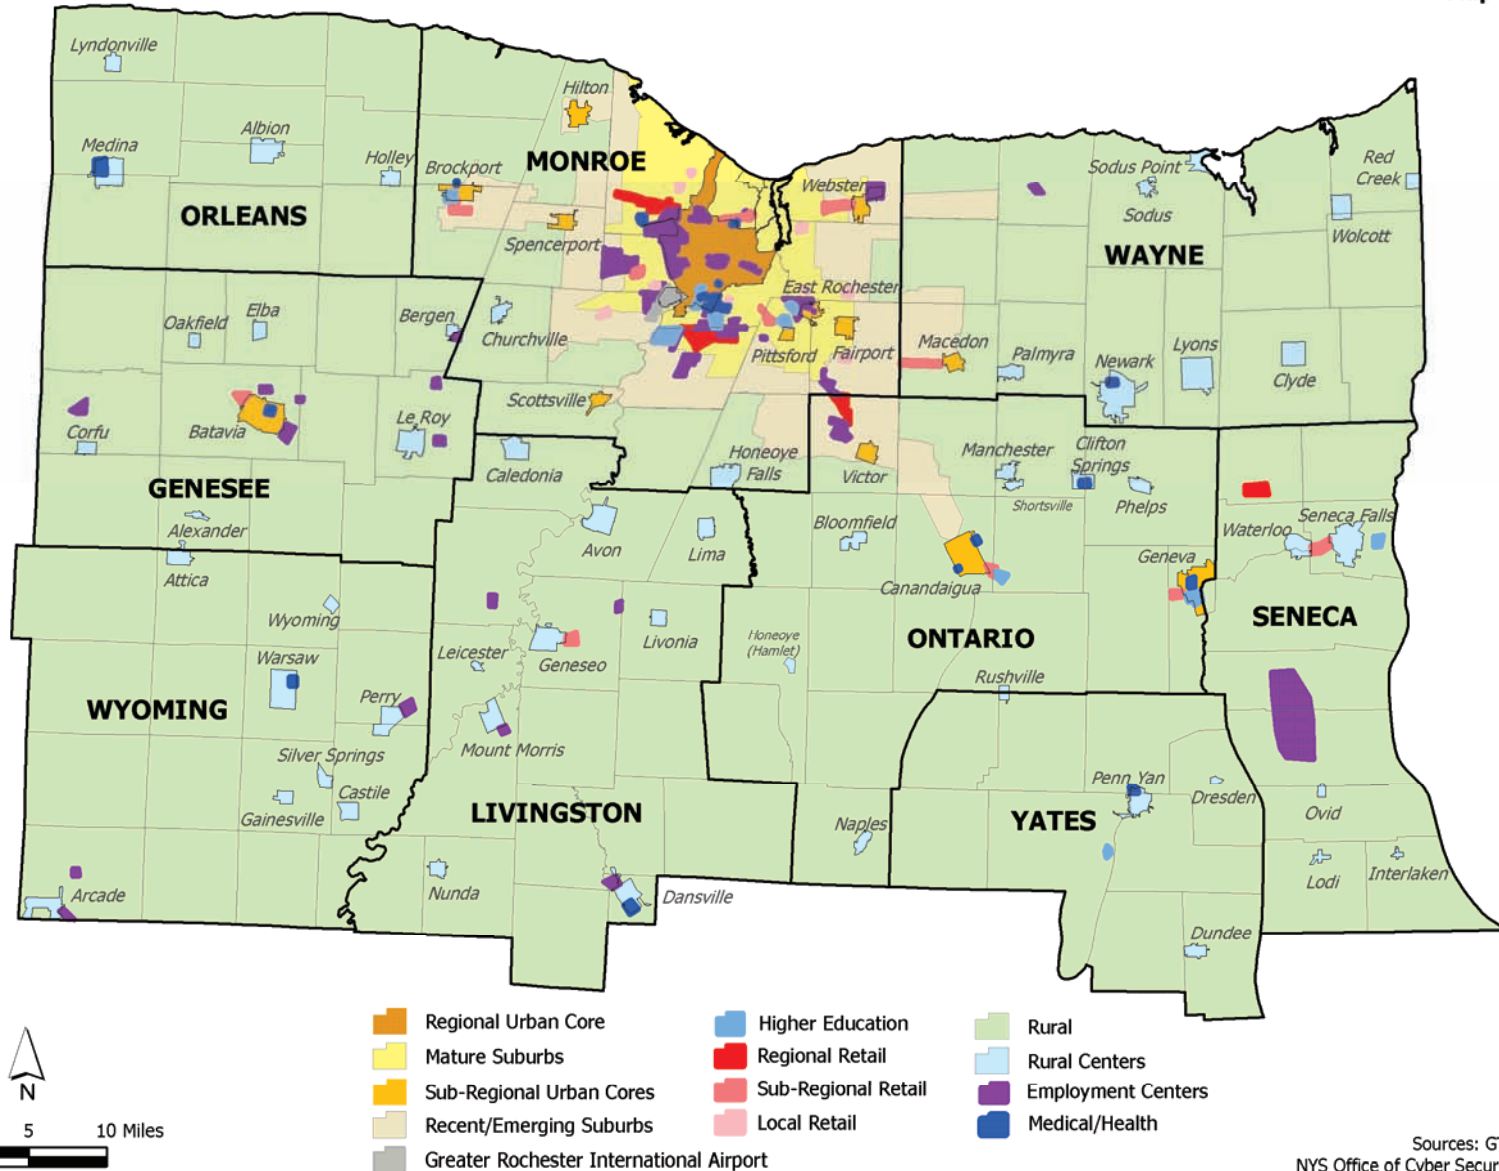 Lyndonville
Hilton
Medina
Albion
Holley
Brockport
MONROE
Webster
Sodus Point
Red
Creek
ORLEANS
Spencerport
Sodus
Wolcott
WAYNE
East Rochester
Oakfield
Elba
Bergen
Churchville
Pittsford
Fairport
Macedon
Palmyra
Newark
Lyons
Clyde
Corfu
Batavia
Le Roy
Scottsville
Caledonia
Honeoye
Falls
Victor
Manchester
Clifton
Springs
Shortsville
Phelps
GENESEE
Alexander
Attica
Avon
Lima
Bloomfield
Canandaigua
Geneva
Waterloo
Seneca Falls
Wyoming
Warsaw
Leicester
Geneseo
Livonia
Honeoye
(Hamlet)
ONTARIO
SENECA
Rushville
WYOMING
Perry
Mount Morris
Silver Springs
Castile
Gainesville
LIVINGSTON
Naples
YATES
Penn Yan
Dresden
Ovid
Arcade
Nunda
Dansville
Lodi
Interlaken
Dundee
N
5 10 Miles
Regional Urban Core
Mature Suburbs
Sub-Regional Urban Cores
Recent/Emerging Suburbs
Greater Rochester International Airport
Higher Education
Regional Retail
Sub-Regional Retail
Local Retail
Rural
Rural Centers
Employment Centers
Medical/Health
Sources:
NYS Office of Cyber